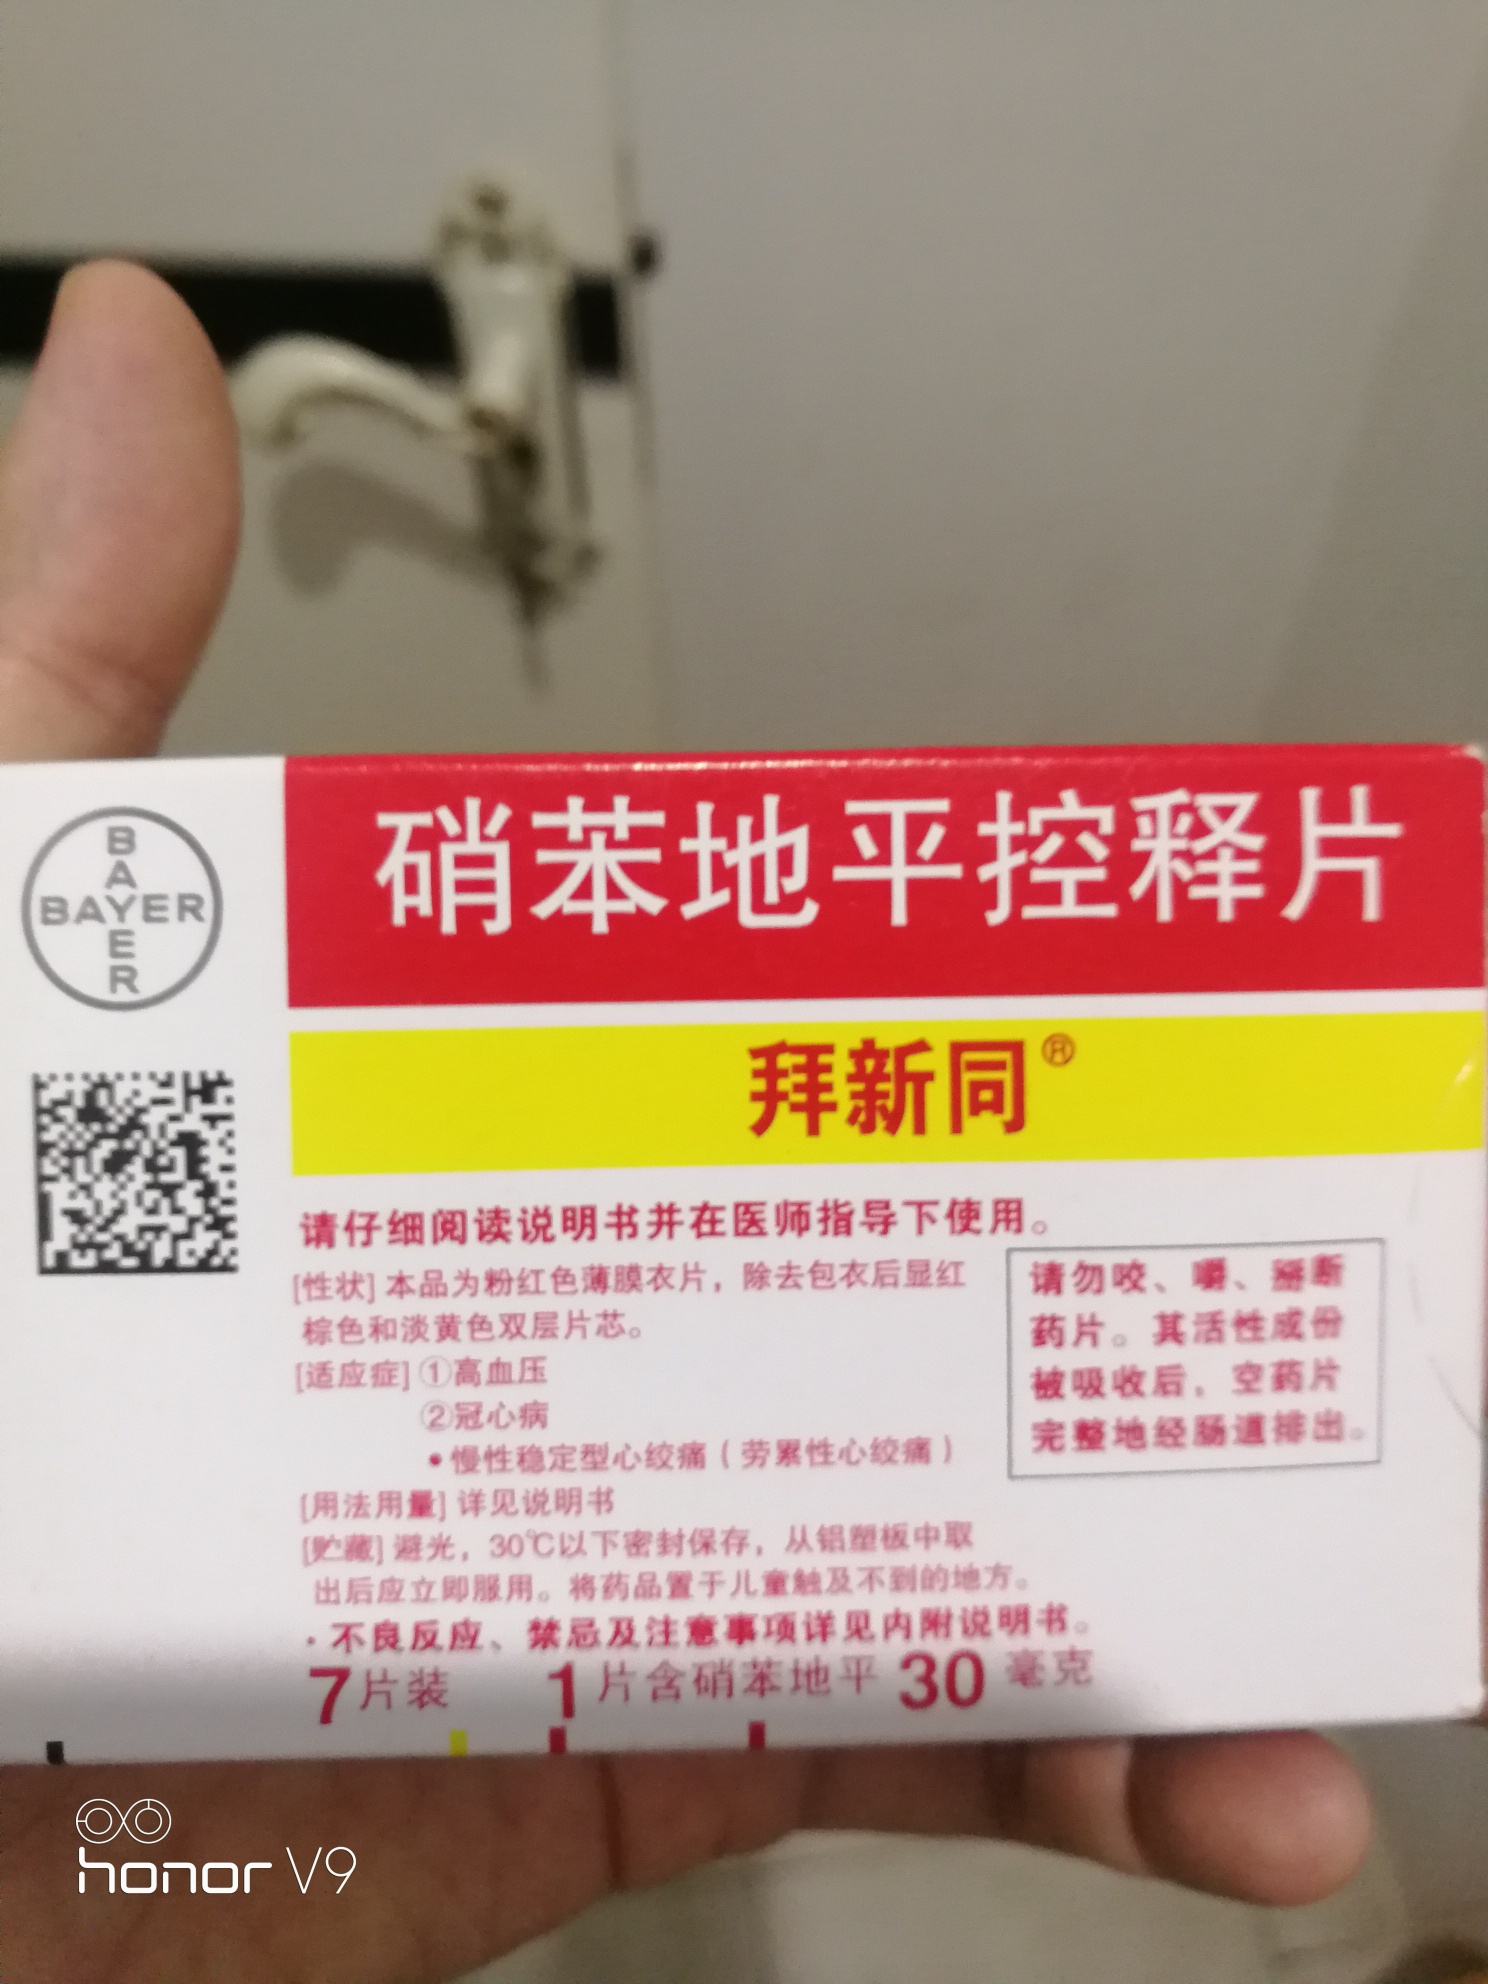 BAYER
BAYER
硝苯地平控释片
拜新同®
请仔细阅读说明书并在医师指导下使用。
[性状] 本品为粉红色薄膜衣片，除去包衣后显红
棕色和淡黄色双层片芯。
[适应症] ①高血压
②冠心病
•慢性稳定型心绞痛（劳累性心绞痛）
[用法用量] 详见说明书
[贮藏] 避光，30℃以下密封保存，从铝塑板中取
出后应立即服用。将药品置于儿童触及不到的地方。
·不良反应、禁忌及注意事项详见内附说明书。
7片装 1片含硝苯地平 30 毫克
请勿咬、嚼、掰断
药片。其活性成份
被吸收后，空药片
完整地经肠道排出。
honor V9